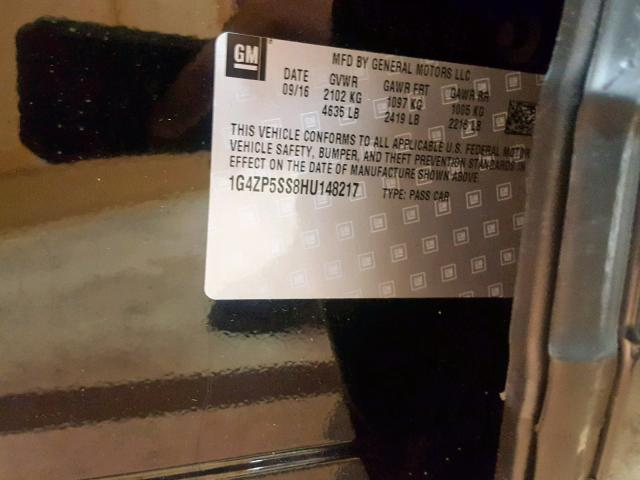 GM
MFD BY GENERAL MOTORS LLC
DATE GVWR GAWR FRT GAWR RR
09/16 2102 KG 1097 KG 1005 KG
4635 LB 2419 LB 2216 LB
THIS VEHICLE CONFORMS TO ALL APPLICABLE U.S. FEDERAL MOTOR
VEHICLE SAFETY, BUMPER, AND THEFT PREVENTION STANDARDS IN
EFFECT ON THE DATE OF MANUFACTURE SHOWN ABOVE.
1G4ZP5SS8HU148217 TYPE: PASS CAR